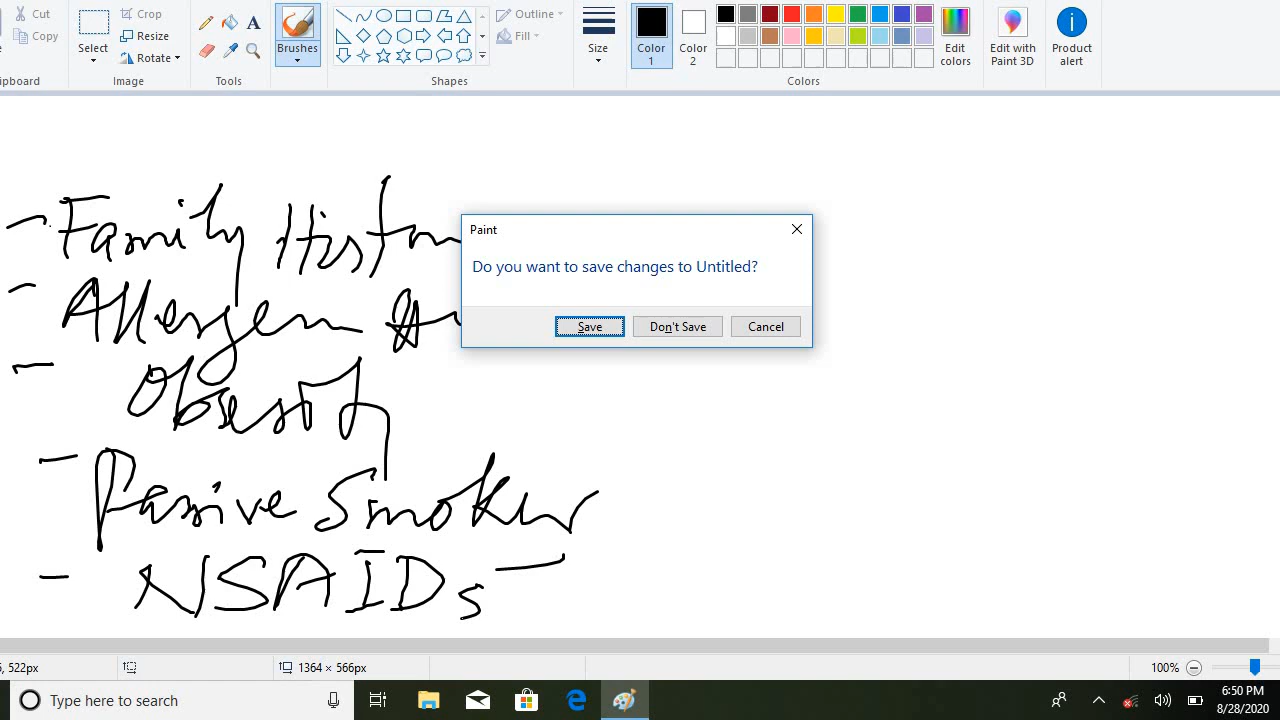 Cut
Copy
ipboard
Select
Crop
Resize
Rotate
Image
Tools
Brushes
Shapes
Outline
Fill
Size
Color 1
Color 2
Colors
Edit colors
Edit with Paint 3D
Product alert
- Family
- Allergen
- Obesity
- Passive Smoker
- NSAIDs -
Paint
Do you want to save changes to Untitled?
Save
Don't Save
Cancel
, 522px
1364 × 566px
100%
Type here to search
6:50 PM
8/28/2020